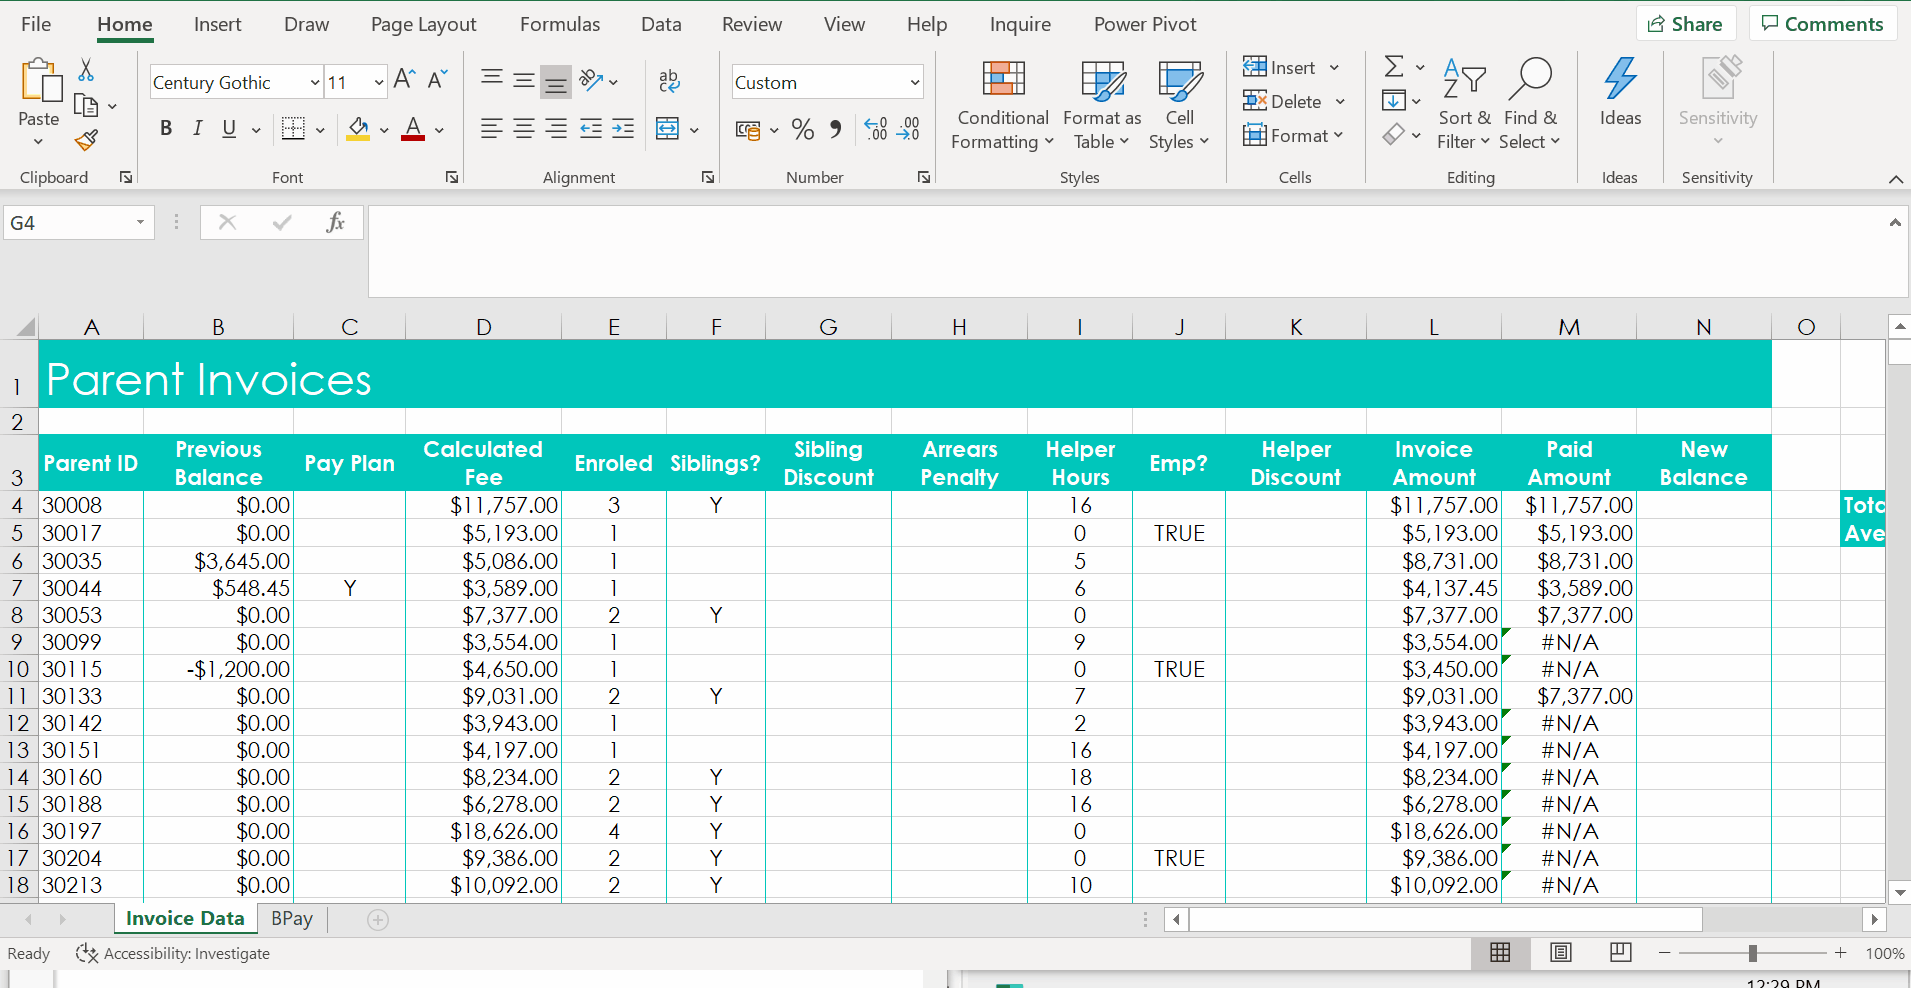 File Home Insert Draw Page Layout Formulas Data Review View Help Inquire Power Pivot Share Comments
Paste
Clipboard
Century Gothic 11
B I U A
Font
ab
Alignment
Custom
% .00
Number
Conditional Formatting
Format as Table
Cell Styles
Styles
Insert
Delete
Format
Cells
Sort & Filter
Find & Select
Editing
Ideas
Ideas
Sensitivity
Sensitivity
G4 fx
A B C D E F G H I J K L M N O
1 Parent Invoices
2
3 Parent ID Previous Balance Pay Plan Calculated Fee Enroled Siblings? Sibling Discount Arrears Penalty Helper Hours Emp? Helper Discount Invoice Amount Paid Amount New Balance
4 30008 $0.00 $11,757.00 3 Y 16 $11,757.00 $11,757.00
5 30017 $0.00 $5,193.00 1 0 TRUE $5,193.00 $5,193.00 Ave
6 30035 $3,645.00 $5,086.00 1 5 $8,731.00 $8,731.00
7 30044 $548.45 Y $3,589.00 1 6 $4,137.45 $3,589.00
8 30053 $0.00 $7,377.00 2 Y 0 $7,377.00 $7,377.00
9 30099 $0.00 $3,554.00 1 9 $3,554.00 #N/A
10 30115 -$1,200.00 $4,650.00 1 0 TRUE $3,450.00 #N/A
11 30133 $0.00 $9,031.00 2 Y 7 $9,031.00 $7,377.00
12 30142 $0.00 $3,943.00 1 2 $3,943.00 #N/A
13 30151 $0.00 $4,197.00 1 16 $4,197.00 #N/A
14 30160 $0.00 $8,234.00 2 Y 18 $8,234.00 #N/A
15 30188 $0.00 $6,278.00 2 Y 16 $6,278.00 #N/A
16 30197 $0.00 $18,626.00 4 Y 0 $18,626.00 #N/A
17 30204 $0.00 $9,386.00 2 Y 0 TRUE $9,386.00 #N/A
18 30213 $0.00 $10,092.00 2 Y 10 $10,092.00 #N/A
Invoice Data BPay
Ready Accessibility: Investigate 100%
12:29 PM